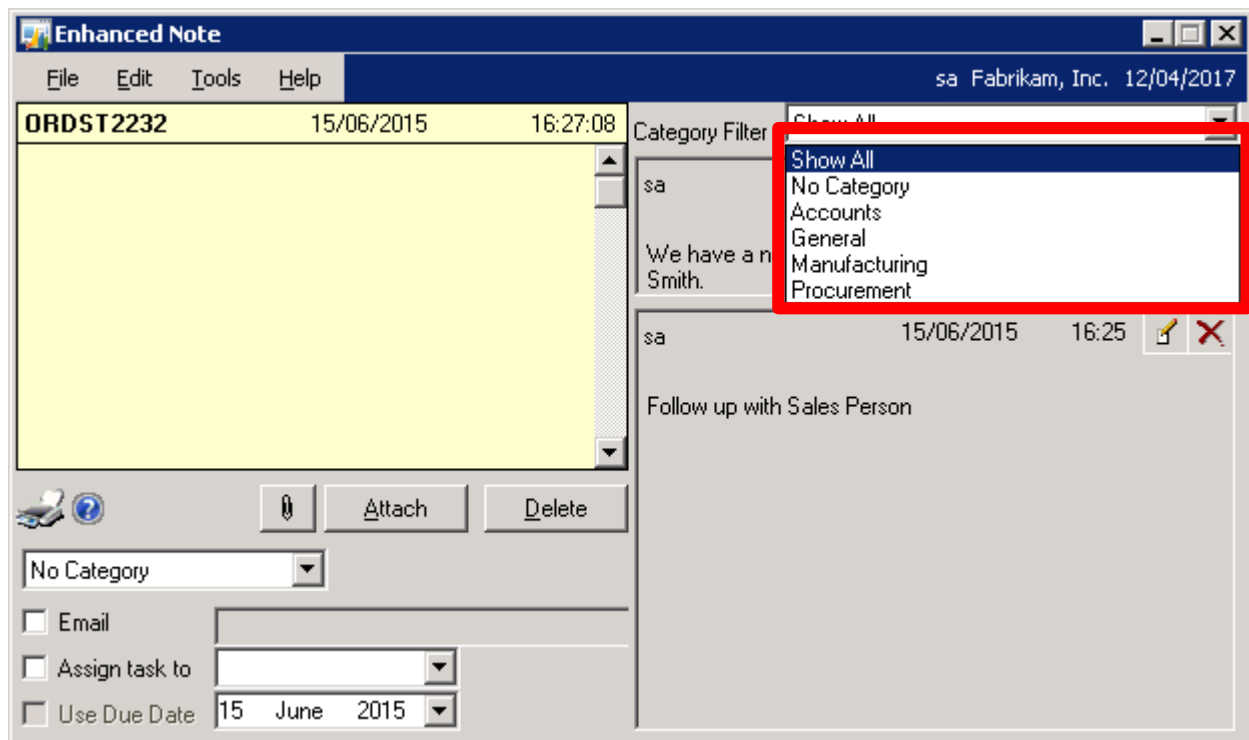 Enhanced Note
File Edit Tools Help sa Fabrikam, Inc. 12/04/2017
ORDST2232 15/06/2015 16:27:08
Category Filter Show All
Show All
No Category
Accounts
General
Manufacturing
Procurement
sa
We have a
Smith.
sa 15/06/2015 16:25
Follow up with Sales Person
Attach Delete
No Category
Email
Assign task to
Use Due Date 15 June 2015